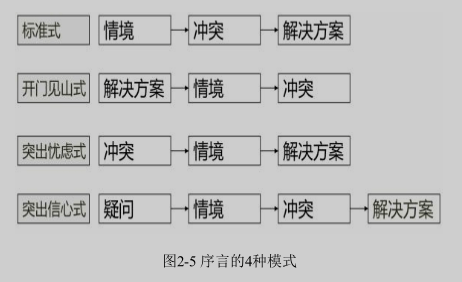 标准式 情境 冲突 解决方案
开门见山式 解决方案 情境 冲突
突出忧虑式 冲突 情境 解决方案
突出信心式 疑问 情境 冲突 解决方案
图2-5 序言的4种模式